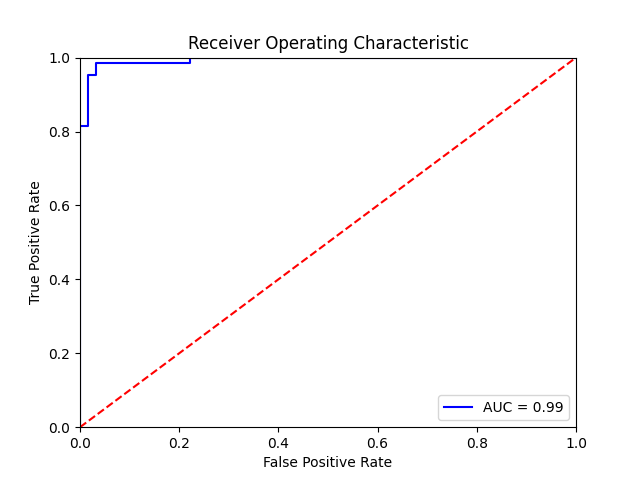 Receiver Operating Characteristic
True Positive Rate
1.0
0.8
0.6
0.4
0.2
0.0
AUC = 0.99
0.0 0.2 0.4 0.6 0.8 1.0
False Positive Rate